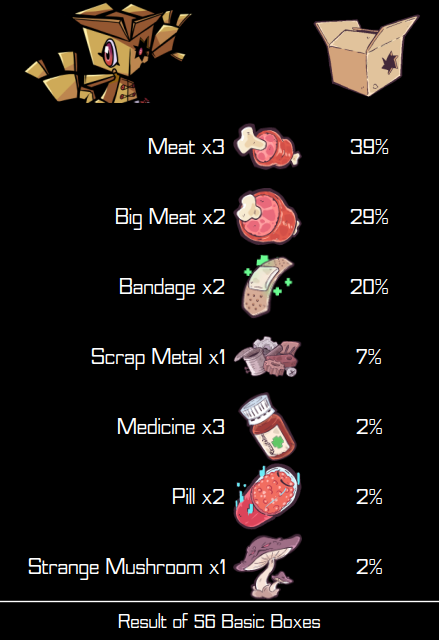 Meat x3 39%
Big Meat x2 29%
Bandage x2 20%
Scrap Metal x1 7%
Medicine x3 2%
Pill x2 2%
Strange Mushroom x1 2%
Result of 56 Basic Boxes